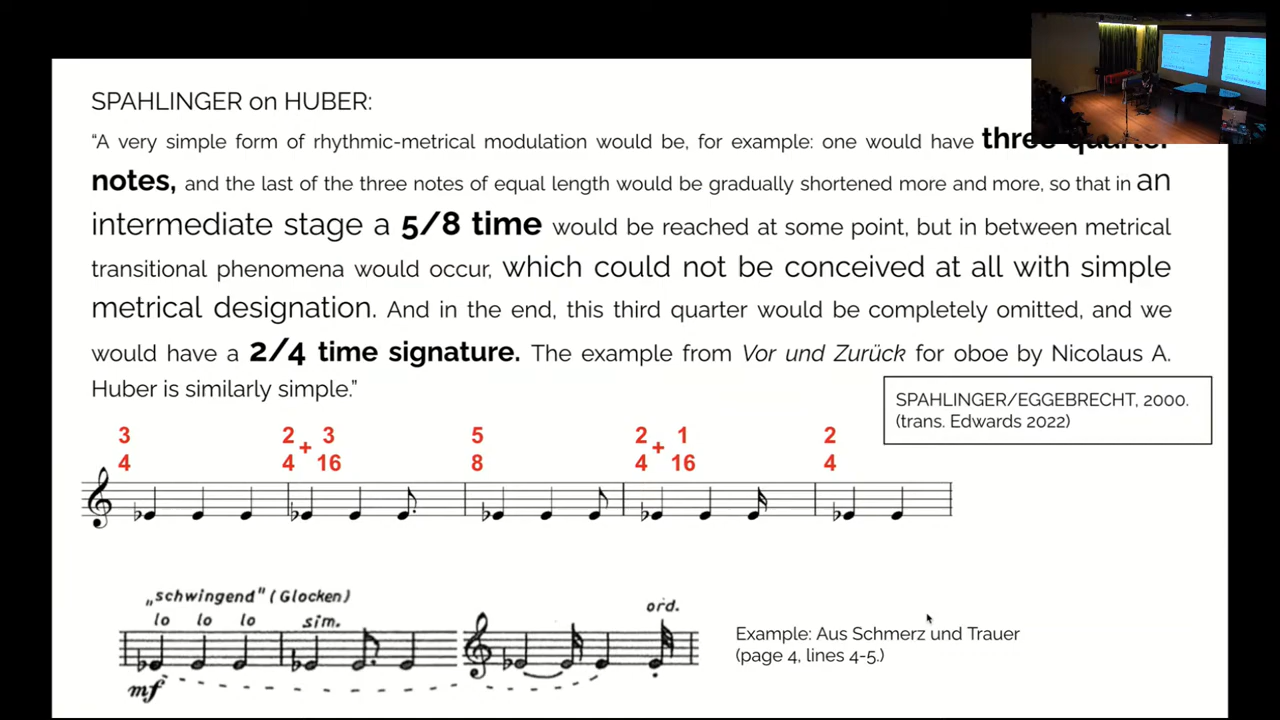 SPAHLINGER on HUBER:
“A very simple form of rhythmic-metrical modulation would be, for example: one would have three quarter
notes, and the last of the three notes of equal length would be gradually shortened more and more, so that in an
intermediate stage a 5/8 time would be reached at some point, but in between metrical
transitional phenomena would occur, which could not be conceived at all with simple
metrical designation. And in the end, this third quarter would be completely omitted, and we
would have a 2/4 time signature. The example from Vor und Zurück for oboe by Nicolaus A.
Huber is similarly simple.”
SPAHLINGER/EGGEBRECHT, 2000.
(trans. Edwards 2022)
3 2 3 5 2 1 2
+ +
4 4 16 8 4 16 4
„schwingend" (Glocken)
lo lo lo sim. ord.
mf
Example: Aus Schmerz und Trauer
(page 4, lines 4-5.)